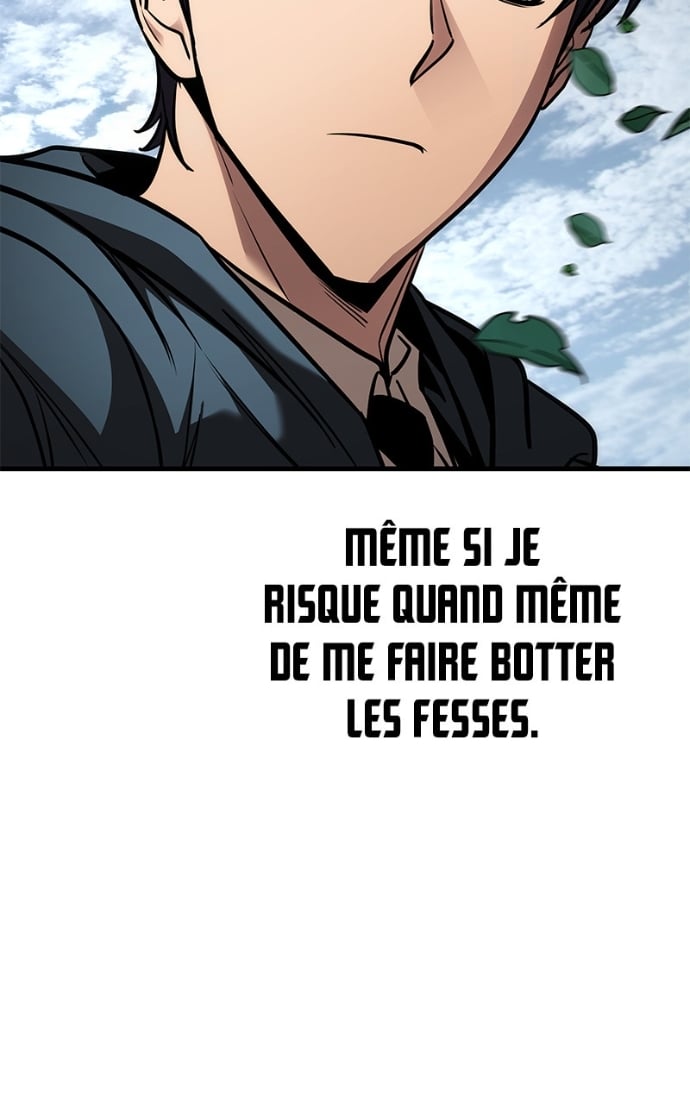 MÊME SI JE
RISQUE QUAND MÊME
DE ME FAIRE BOTTER
LES FESSES.